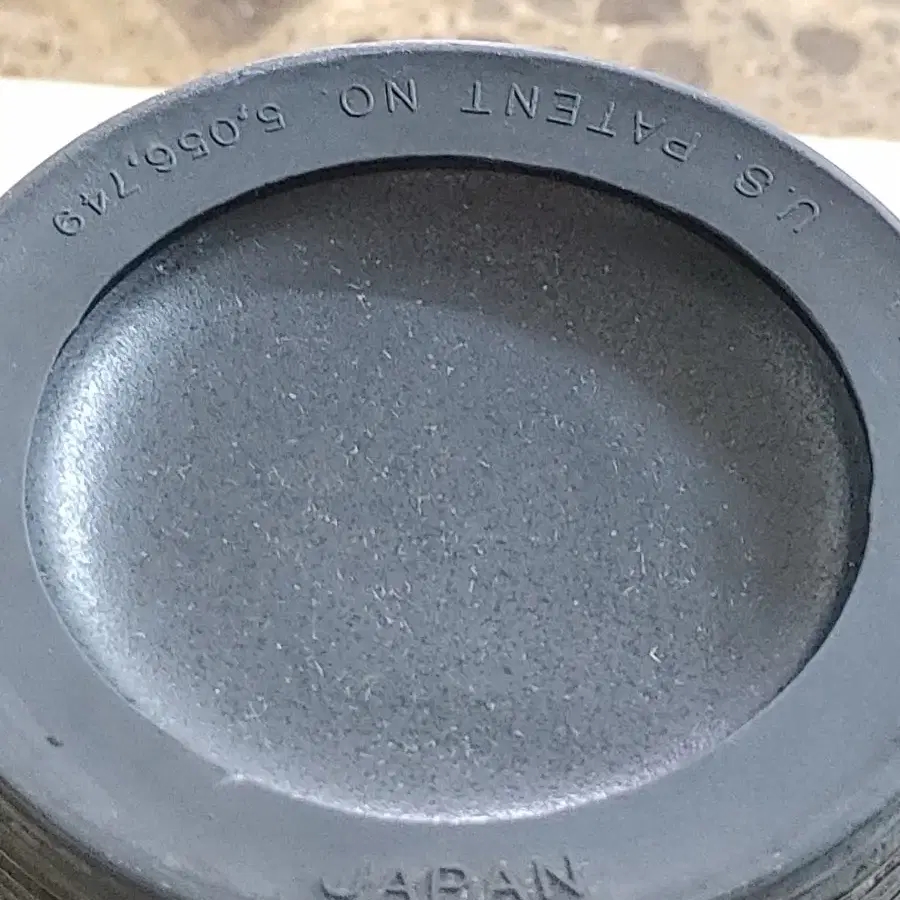 U.S. PATENT NO. 5,056,749
JAPAN